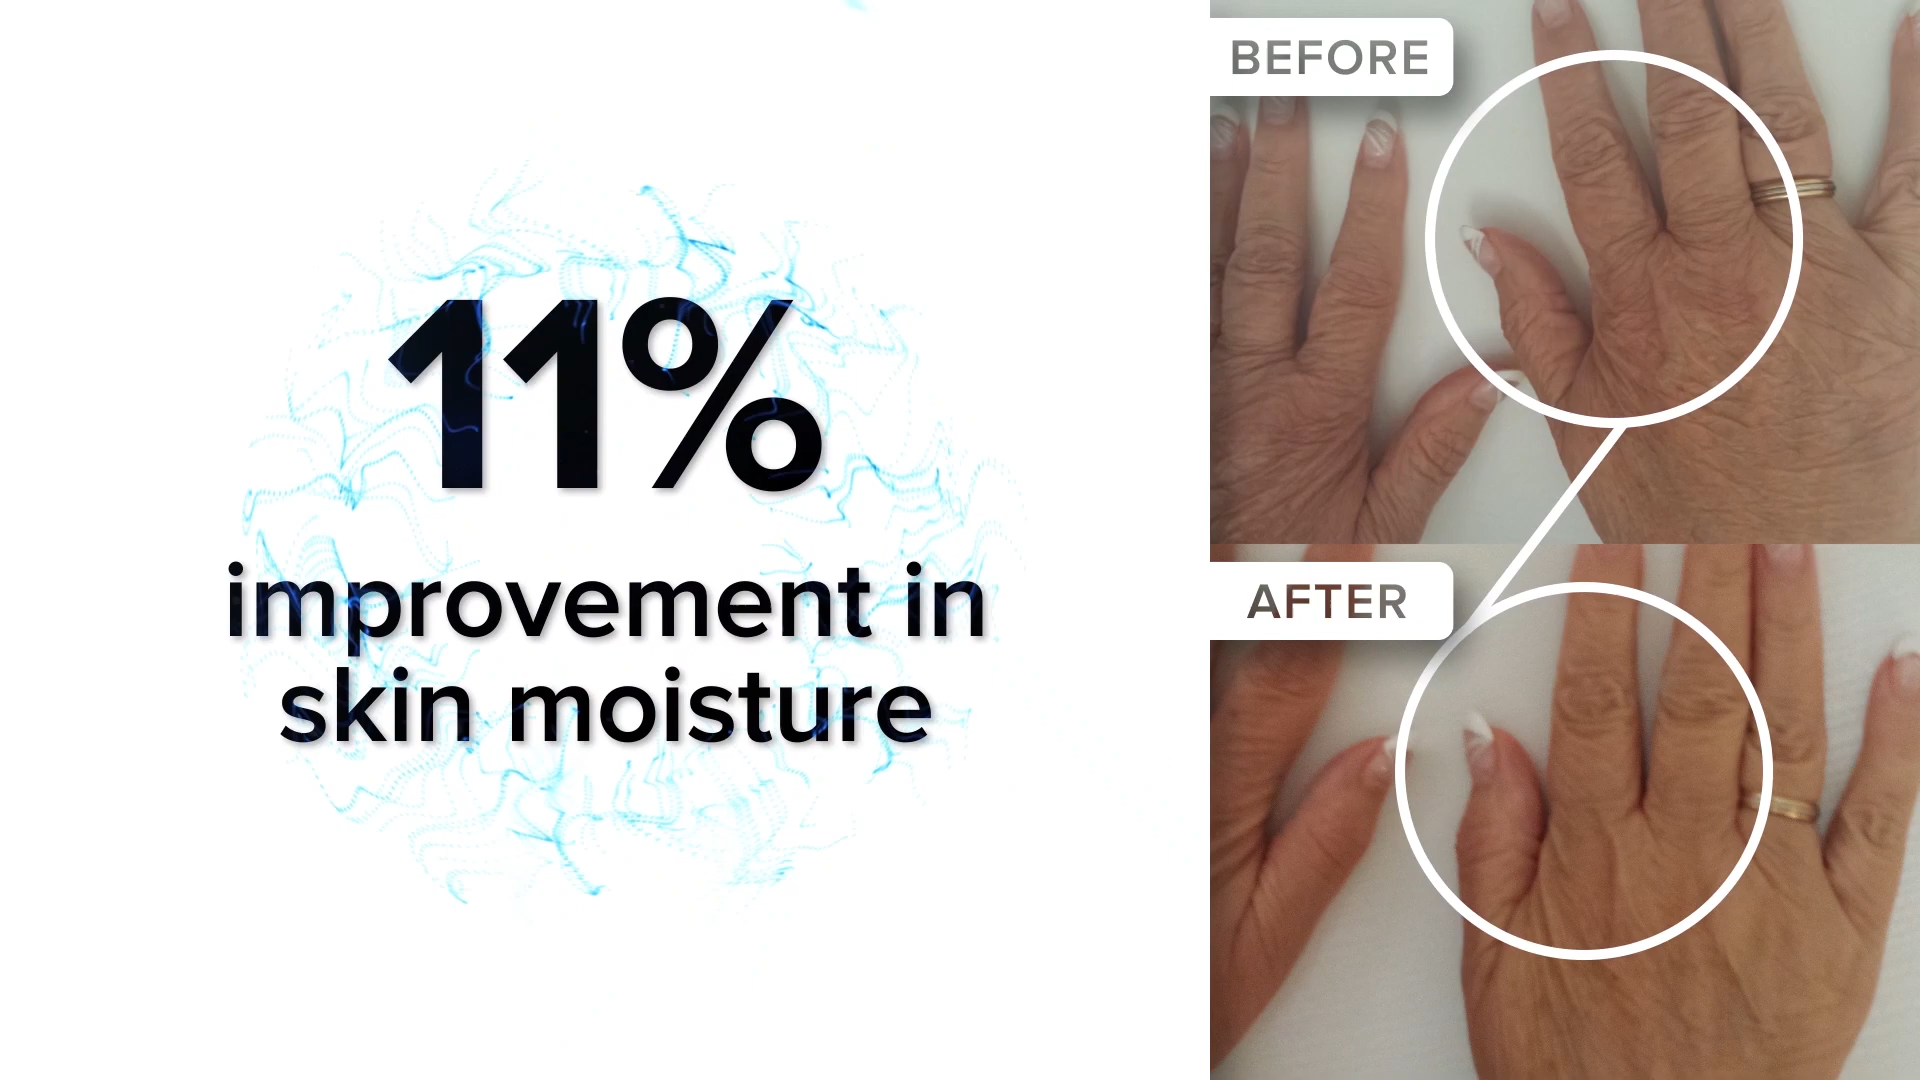 11%
improvement in
skin moisture
BEFORE
AFTER